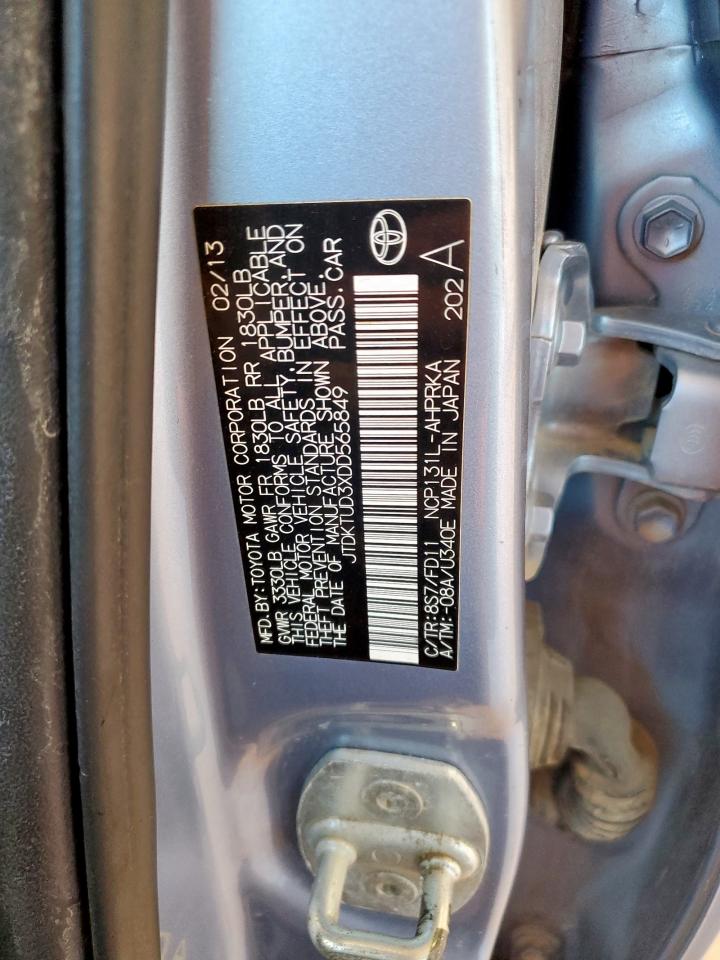 MFD.BY:TOYOTA MOTOR CORPORATION 02/13
GVWR 3330LB GAWR FR 1830LB RR 1830LB
THIS VEHICLE CONFORMS TO ALL APPLICABLE
FEDERAL MOTOR VEHICLE SAFETY, BUMPER, AND
THEFT PREVENTION STANDARDS IN EFFECT ON
THE DATE OF MANUFACTURE SHOWN ABOVE.
JTDKTUD3XDD565849 PASS.CAR
C/TR:8S7/FD11 NCP131L-AHPRKA
A/TM:-08A/U340E MADE IN JAPAN 202 A